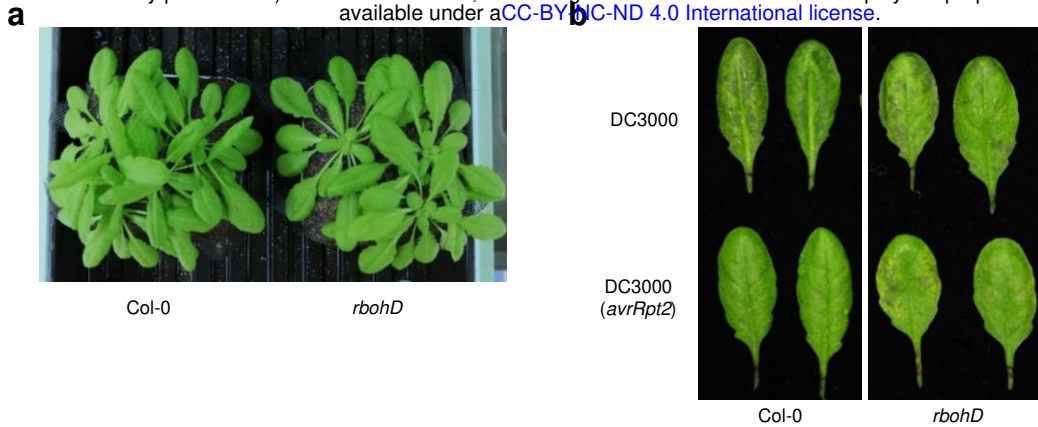 available under aCC-BY-NC-ND 4.0 International license.
a
b
DC3000
DC3000
(avrRpt2)
Col-0
rbohD
Col-0
rbohD